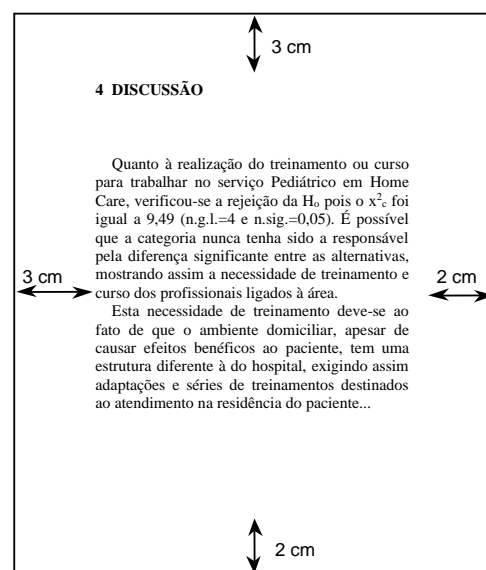 3 cm
4 DISCUSSÃO
Quanto à realização do treinamento ou curso
para trabalhar no serviço Pediátrico em Home
Care, verificou-se a rejeição da Hₒ pois o x²c foi
igual a 9,49 (n.g.l.=4 e n.sig.=0,05). É possível
que a categoria nunca tenha sido a responsável
pela diferença significante entre as alternativas,
mostrando assim a necessidade de treinamento e
3 cm
2 cm
curso dos profissionais ligados à área.
Esta necessidade de treinamento deve-se ao
fato de que o ambiente domiciliar, apesar de
causar efeitos benéficos ao paciente, tem uma
estrutura diferente à do hospital, exigindo assim
adaptações e séries de treinamentos destinados
ao atendimento na residência do paciente...
2 cm